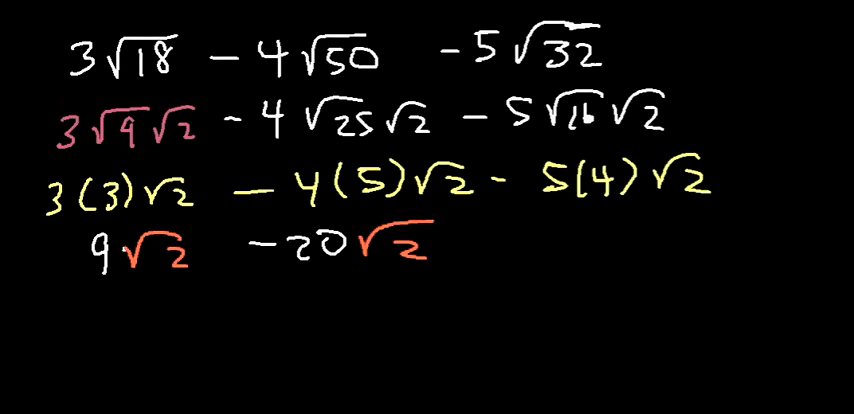 3√18 - 4√50 - 5√32
3√9√2 - 4√25√2 - 5√16√2
3(3)√2 - 4(5)√2 - 5(4)√2
9√2 -20√2